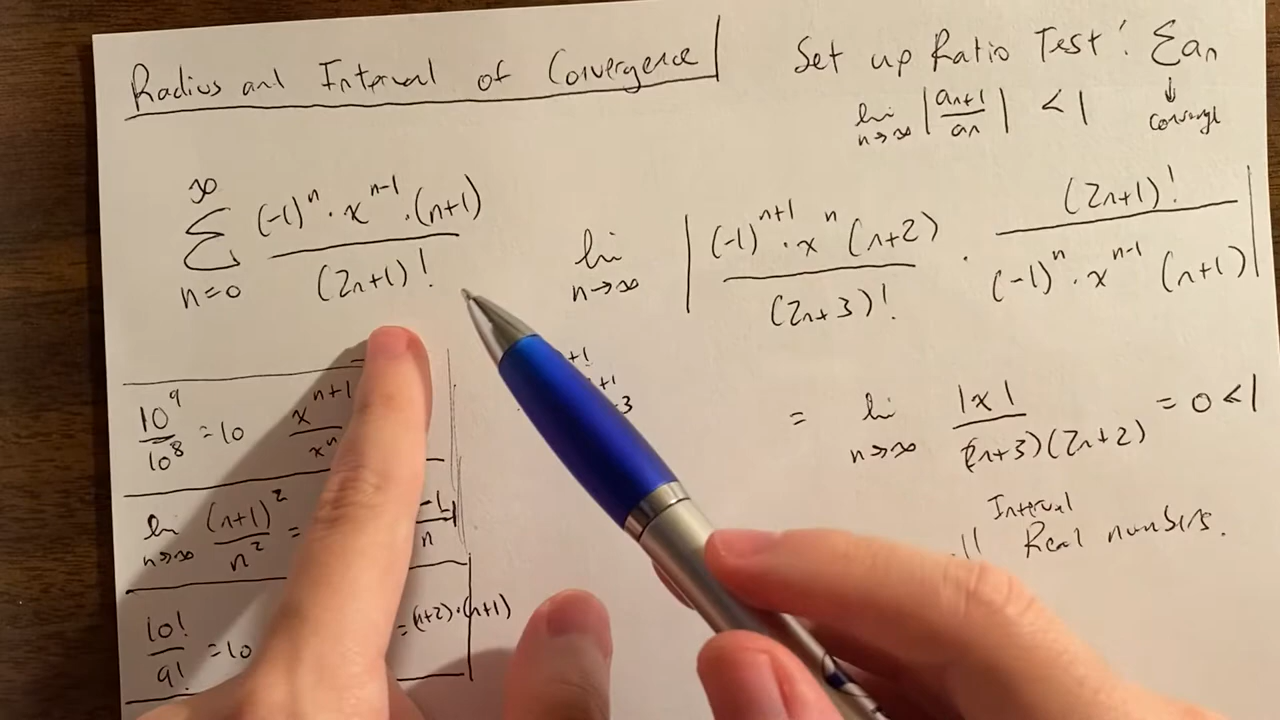 Radius and Interval of Convergence
Set up Ratio Test: Σan
lim n→∞ |an+1/an| < 1
↓
converge
∞ Σ n=0 (-1)^n · x^(n-1) · (n+1) / (2n+1)!
lim n→∞ | (-1)^(n+1) · x^n (n+2) / (2n+3)! · (2n+1)! / (-1)^n · x^(n-1) (n+1) |
10^9/10^8 = 10 x^(n+1)/x^n
= lim n→∞ |x| / (2n+3)(2n+2) = 0 < 1
lim n→∞ (n+1)^2/n^2 =
Interval
Real numbers.
10!/9! = 10
= (n+2)·(n+1)